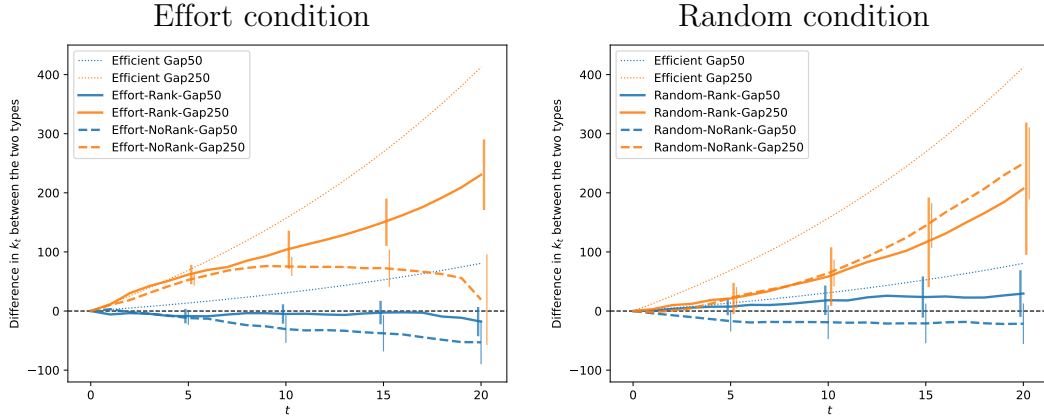 Effort condition
Difference in kₜ between the two types
400
300
200
100
0
−100
0
5
10
15
20
t
Efficient Gap50
Efficient Gap250
Effort-Rank-Gap50
Effort-Rank-Gap250
Effort-NoRank-Gap50
Effort-NoRank-Gap250
Random condition
Difference in kₜ between the two types
400
300
200
100
0
−100
0
5
10
15
20
t
Efficient Gap50
Efficient Gap250
Random-Rank-Gap50
Random-Rank-Gap250
Random-NoRank-Gap50
Random-NoRank-Gap250